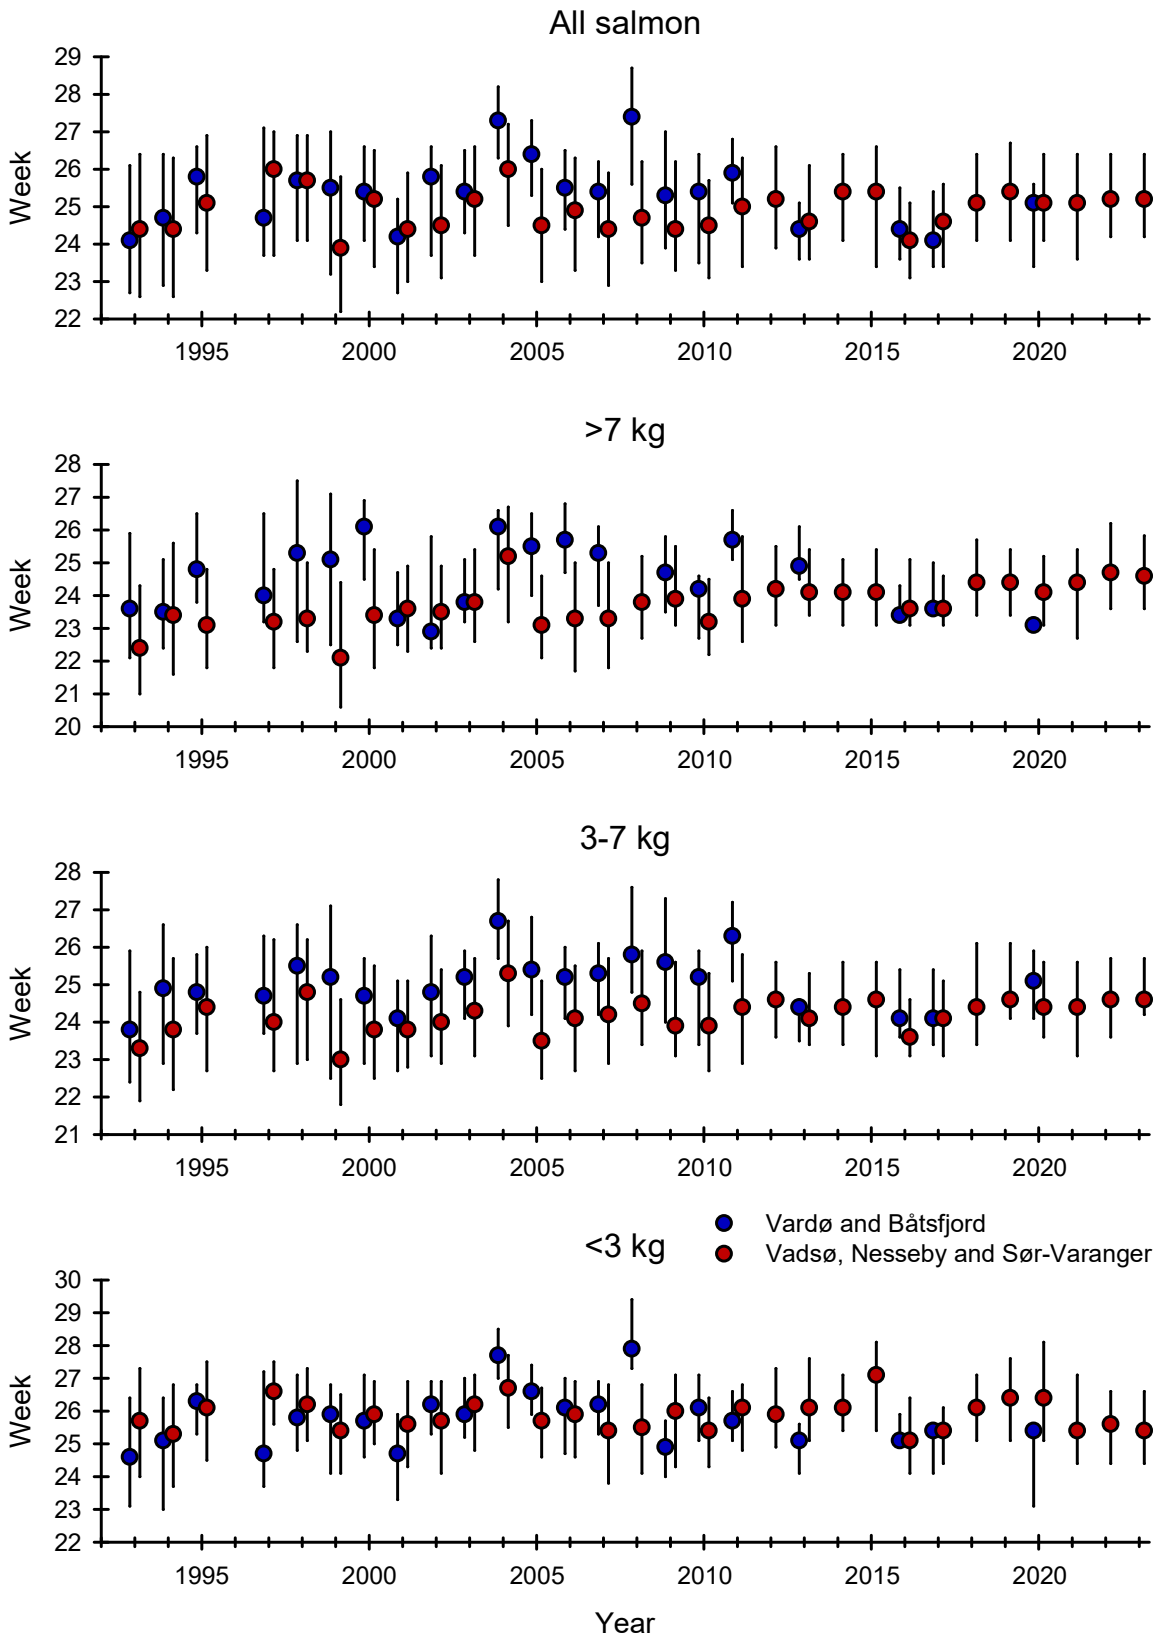 All salmon
29
28
27
26
25
24
23
22
Week
1995 2000 2005 2010 2015 2020
>7 kg
28
27
26
25
24
23
22
21
20
Week
1995 2000 2005 2010 2015 2020
3-7 kg
28
27
26
25
24
23
22
21
Week
1995 2000 2005 2010 2015 2020
Vardø and Båtsfjord
Vadsø, Nesseby and Sør-Varanger
<3 kg
30
29
28
27
26
25
24
23
22
Week
1995 2000 2005 2010 2015 2020
Year